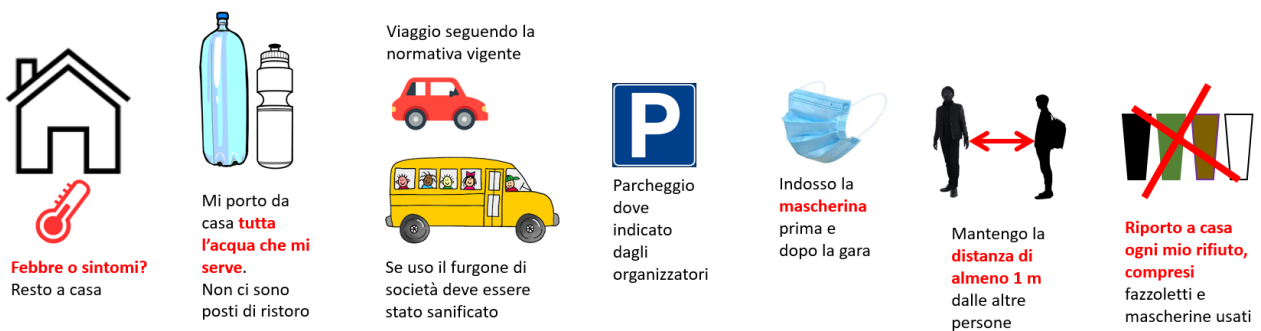 Febbre o sintomi?
Resto a casa
Mi porto da
casa tutta
l'acqua che mi
serve.
Non ci sono
posti di ristoro
Viaggio seguendo la
normativa vigente
Se uso il furgone di
società deve essere
stato sanificato
P
Parcheggio
dove
indicato
dagli
organizzatori
Indosso la
mascherina
prima e
dopo la gara
Mantengo la
distanza di
almeno 1 m
dalle altre
persone
Riporto a casa
ogni mio rifiuto,
compresi
fazzoletti e
mascherine usati